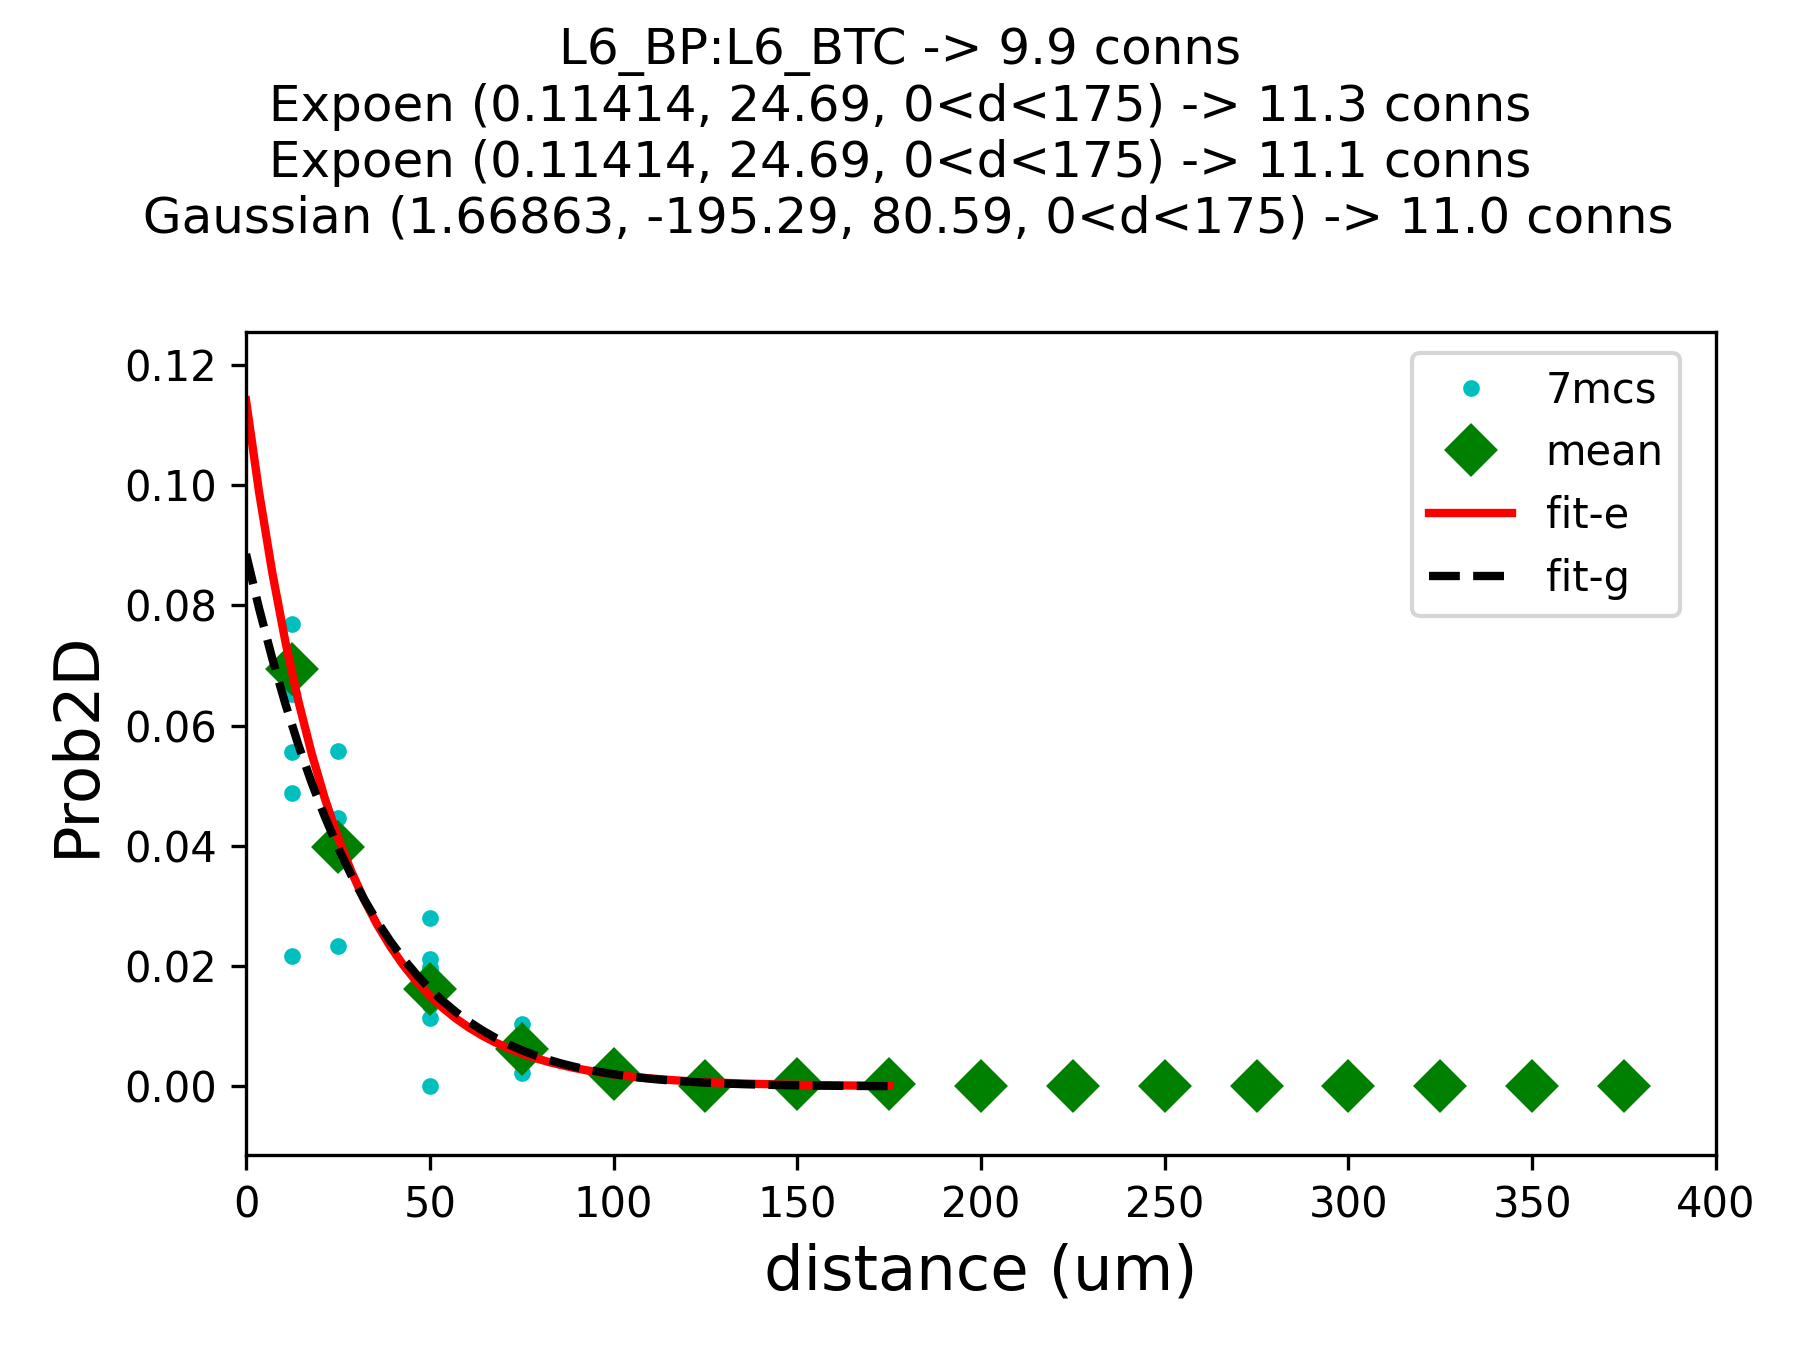 L6_BP:L6_BTC -> 9.9 conns
Expoen (0.11414, 24.69, 0<d<175) -> 11.3 conns
Expoen (0.11414, 24.69, 0<d<175) -> 11.1 conns
Gaussian (1.66863, -195.29, 80.59, 0<d<175) -> 11.0 conns
0.12
0.10
0.08
0.06
0.04
0.02
0.00
Prob2D
7mcs
mean
fit-e
fit-g
0 50 100 150 200 250 300 350 400
distance (um)